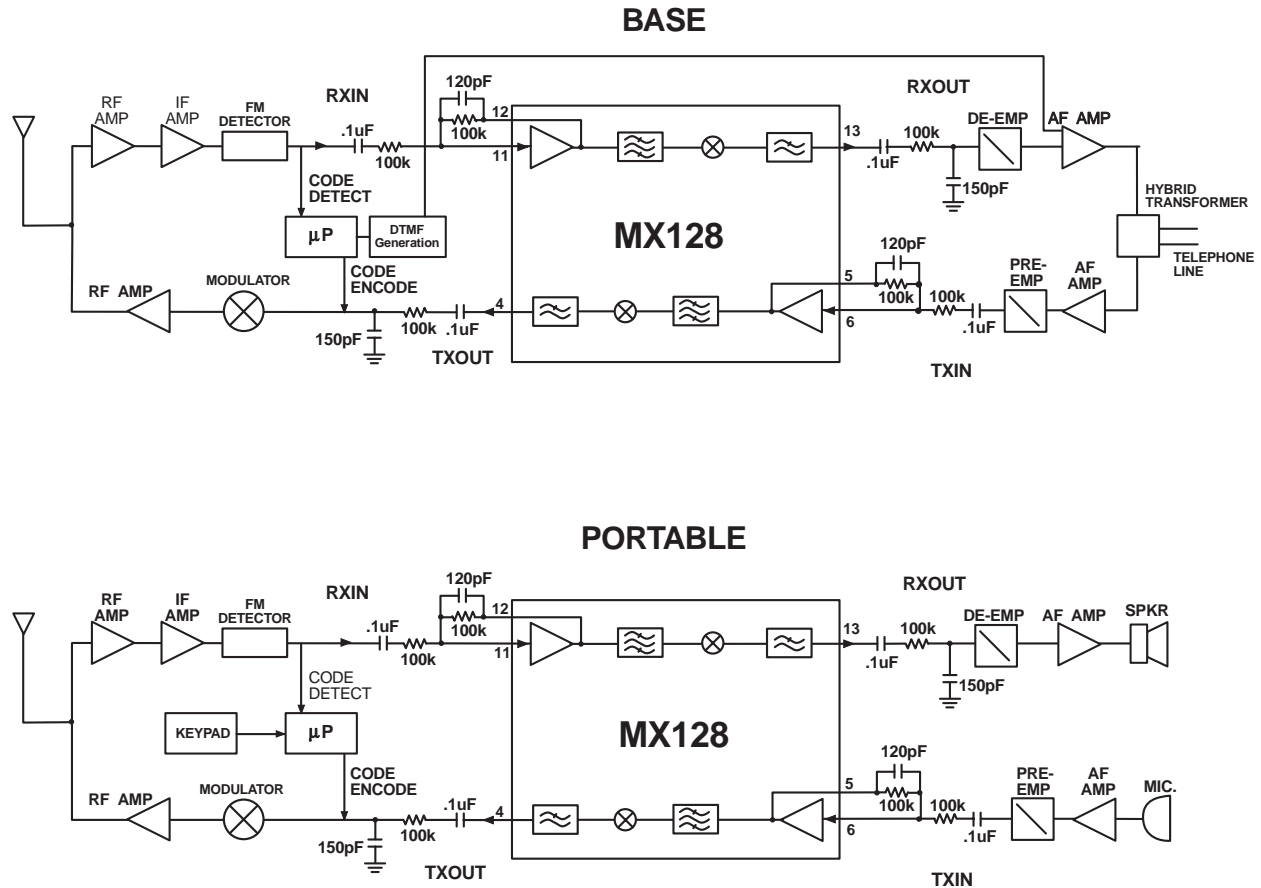 BASE
RF
AMP
IF
AMP
FM
DETECTOR
RXIN
.1uF
100k
120pF
100k
12
11
13
RXOUT
.1uF
100k
150pF
DE-EMP
AF AMP
CODE
DETECT
µP
DTMF
Generation
CODE
ENCODE
MX128
HYBRID
TRANSFORMER
TELEPHONE
LINE
RF AMP
MODULATOR
150pF
100k
.1uF
TXOUT
4
5
6
120pF
100k
100k
.1uF
PRE-
EMP
AF
AMP
TXIN
PORTABLE
RF
AMP
IF
AMP
FM
DETECTOR
RXIN
.1uF
100k
120pF
100k
12
11
13
RXOUT
.1uF
100k
150pF
DE-EMP
AF AMP
SPKR
CODE
DETECT
KEYPAD
µP
CODE
ENCODE
MX128
RF AMP
MODULATOR
150pF
100k
.1uF
TXOUT
4
5
6
120pF
100k
100k
.1uF
PRE-
EMP
AF
AMP
MIC.
TXIN